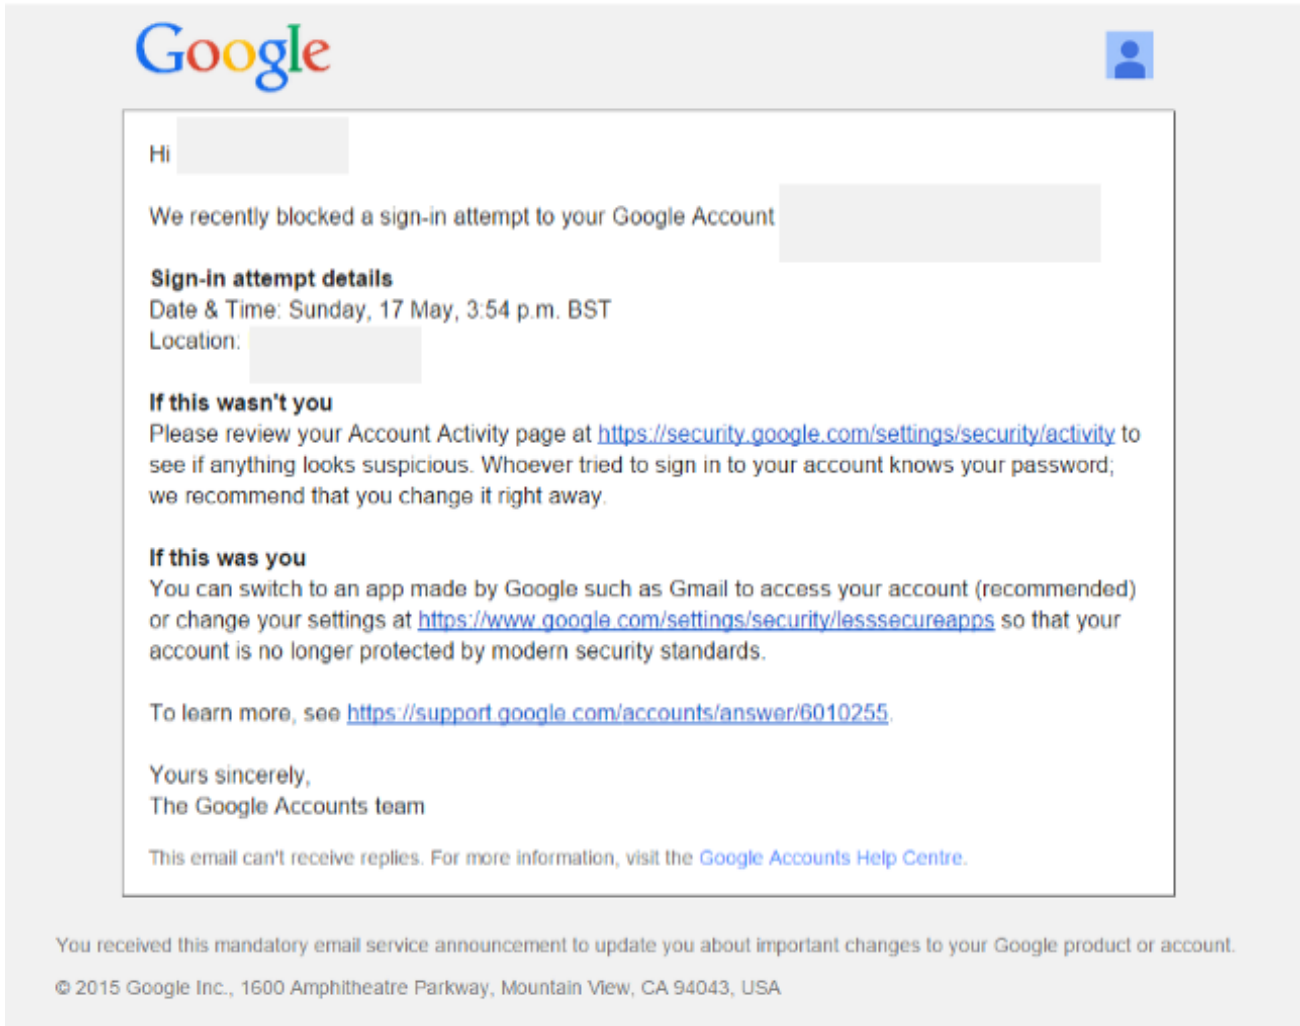 Google
Hi
We recently blocked a sign-in attempt to your Google Account
Sign-in attempt details
Date & Time: Sunday, 17 May, 3:54 p.m. BST
Location:
If this wasn't you
Please review your Account Activity page at https://security.google.com/settings/security/activity to
see if anything looks suspicious. Whoever tried to sign in to your account knows your password;
we recommend that you change it right away.
If this was you
You can switch to an app made by Google such as Gmail to access your account (recommended)
or change your settings at https://www.google.com/settings/security/lesssecureapps so that your
account is no longer protected by modern security standards.
To learn more, see https://support.google.com/accounts/answer/6010255.
Yours sincerely,
The Google Accounts team
This email can't receive replies. For more information, visit the Google Accounts Help Centre.
You received this mandatory email service announcement to update you about important changes to your Google product or account.
© 2015 Google Inc., 1600 Amphitheatre Parkway, Mountain View, CA 94043, USA